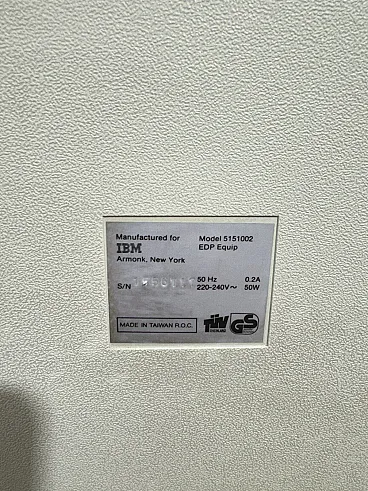 Manufactured for Model 5151002
IBM EDP Equip
Armonk, New York
50 Hz 0.2A
S/N 220-240V~ 50W
MADE IN TAIWAN R.O.C.
TÜV GS